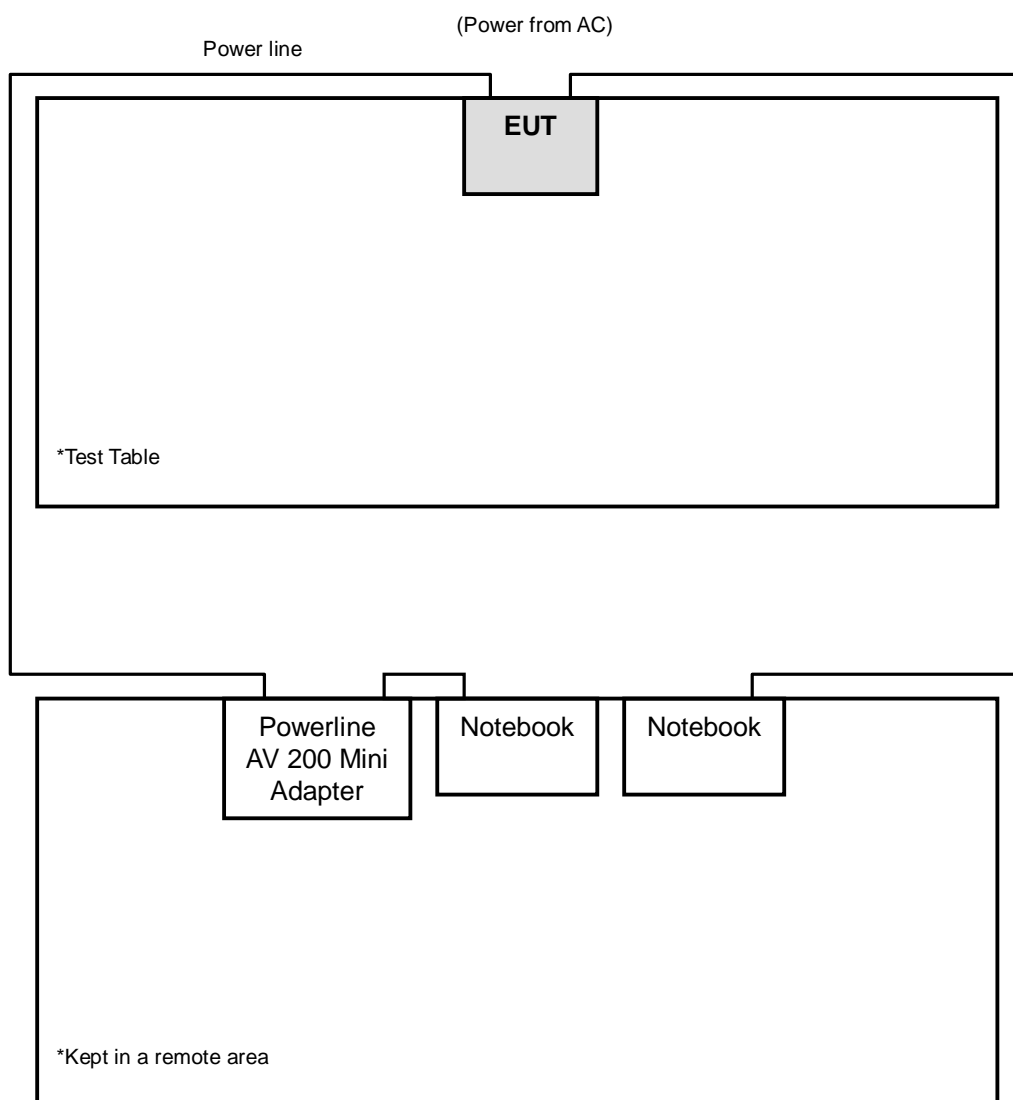 (Power from AC)
Power line
EUT
*Test Table
Powerline
AV 200 Mini
Adapter
Notebook
Notebook
*Kept in a remote area